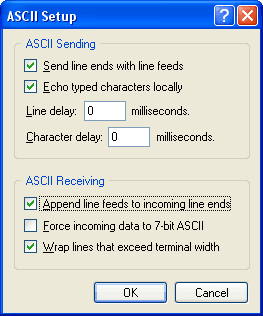 ASCII Setup
ASCII Sending
Send line ends with line feeds
Echo typed characters locally
Line delay: 0 milliseconds.
Character delay: 0 milliseconds.
ASCII Receiving
Append line feeds to incoming line ends
Force incoming data to 7-bit ASCII
Wrap lines that exceed terminal width
OK Cancel